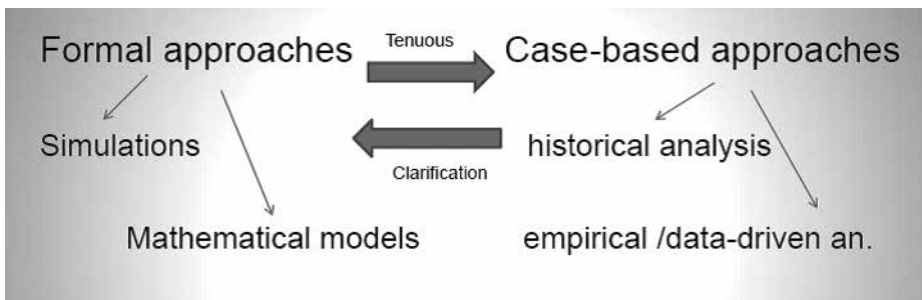 Formal approaches
Tenuous
Case-based approaches
Simulations
historical analysis
Clarification
Mathematical models
empirical /data-driven an.